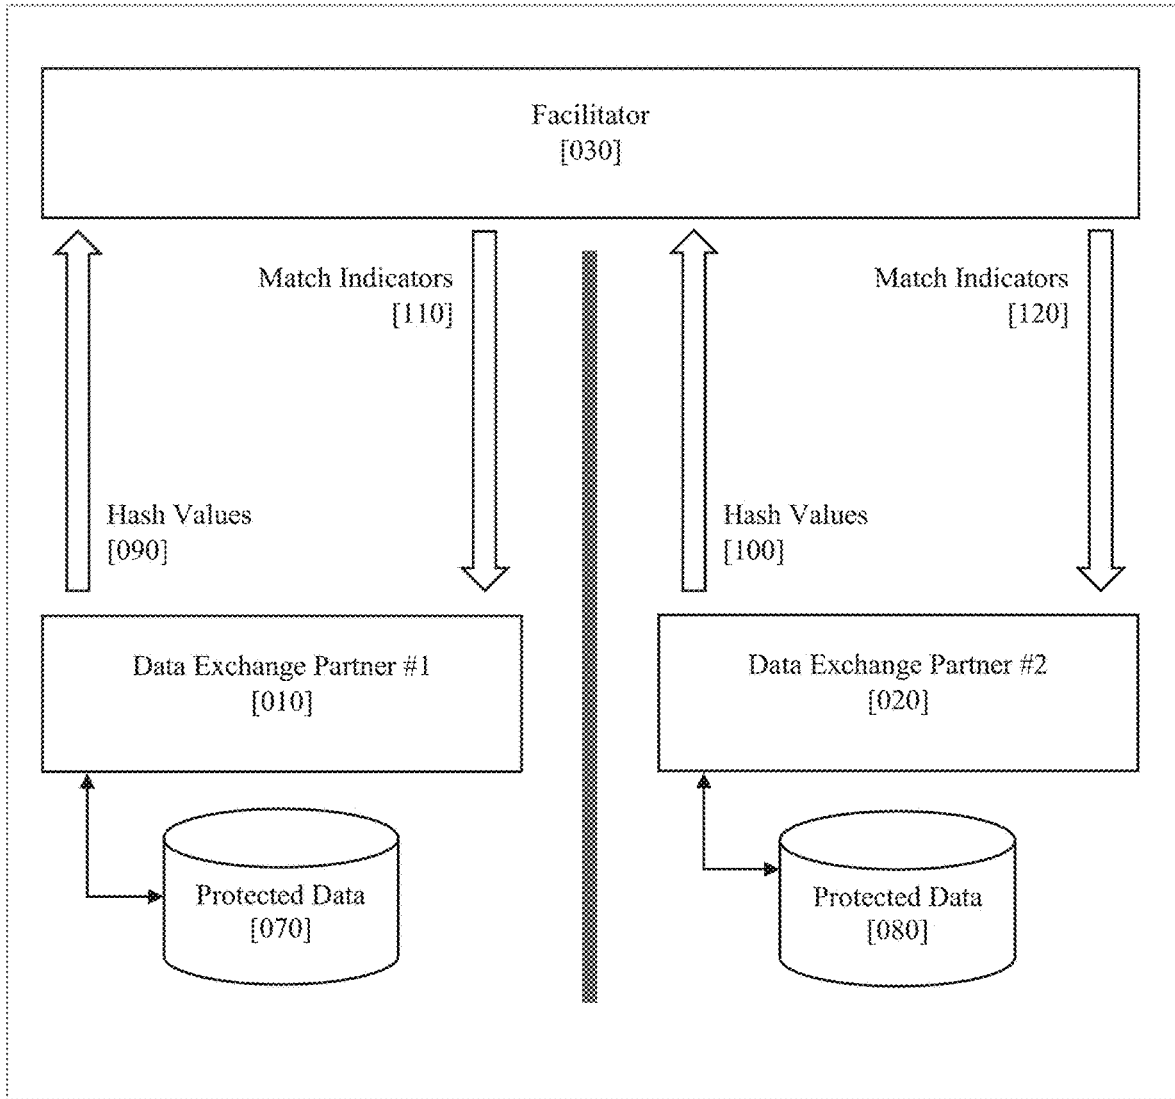 Facilitator
[030]
Match Indicators
[110]
Match Indicators
[120]
Hash Values
[090]
Hash Values
[100]
Data Exchange Partner #1
[010]
Data Exchange Partner #2
[020]
Protected Data
[070]
Protected Data
[080]